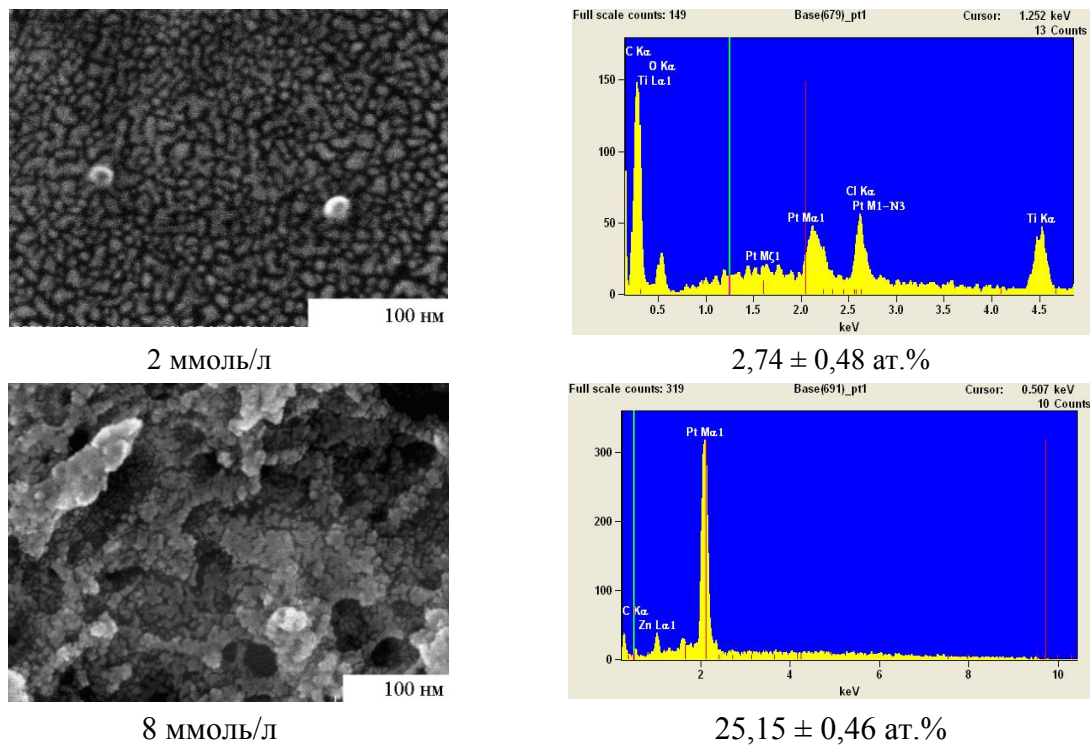 Full scale counts: 149 Base(679)_pt1 Cursor: 1.252 keV
13 Counts
C Kα
O Kα
Ti Lα1
150
100
Cl Kα
Pt M1-N3
Pt Mα1
Ti Kα
50
Pt Mζ1
0
0.5 1.0 1.5 2.0 2.5 3.0 3.5 4.0 4.5
keV
100 нм
2 ммоль/л
2,74 ± 0,48 ат.%
Full scale counts: 319 Base(691)_pt1 Cursor: 0.507 keV
10 Counts
Pt Mα1
300
200
100
C Kα
Zn Lα1
0
2 4 6 8 10
keV
100 нм
8 ммоль/л
25,15 ± 0,46 ат.%